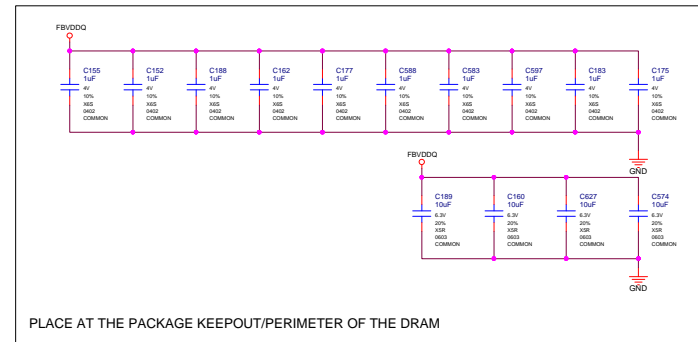 FBVDDQ
C155 C152 C188 C162 C177 C588 C583 C597 C183 C175
1uF 1uF 1uF 1uF 1uF 1uF 1uF 1uF 1uF 1uF
4V 4V 4V 4V 4V 4V 4V 4V 4V 4V
10% 10% 10% 10% 10% 10% 10% 10% 10% 10%
X6S X6S X6S X6S X6S X6S X6S X6S X6S X6S
0402 0402 0402 0402 0402 0402 0402 0402 0402 0402
COMMON COMMON COMMON COMMON COMMON COMMON COMMON COMMON COMMON COMMON
FBVDDQ
GND
C189 C160 C627 C574
10uF 10uF 10uF 10uF
6.3V 6.3V 6.3V 6.3V
20% 20% 20% 20%
X5R X5R X5R X5R
0603 0603 0603 0603
COMMON COMMON COMMON COMMON
GND
PLACE AT THE PACKAGE KEEPOUT/PERIMETER OF THE DRAM